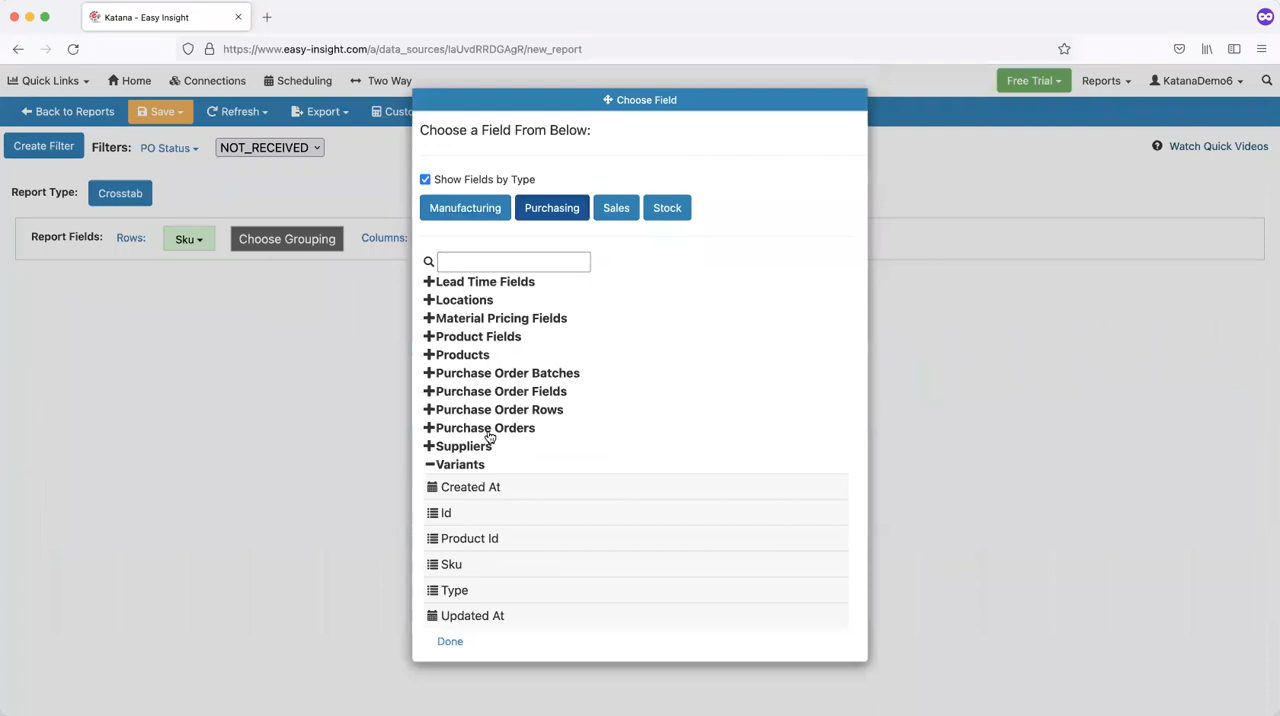 Katana - Easy Insight
https://www.easy-insight.com/a/data_sources/laUvdRRDGAgR/new_report
Quick Links Home Connections Scheduling Two Way Free Trial Reports KatanaDemo6
Back to Reports Save Refresh Export Custo
Choose Field
Create Filter Filters: PO Status NOT_RECEIVED Watch Quick Videos
Report Type: Crosstab
Report Fields: Rows: Sku Choose Grouping Columns:
Choose a Field From Below:
Show Fields by Type
Manufacturing Purchasing Sales Stock
Lead Time Fields
Locations
Material Pricing Fields
Product Fields
Products
Purchase Order Batches
Purchase Order Fields
Purchase Order Rows
Purchase Orders
Suppliers
Variants
Created At
Id
Product Id
Sku
Type
Updated At
Done